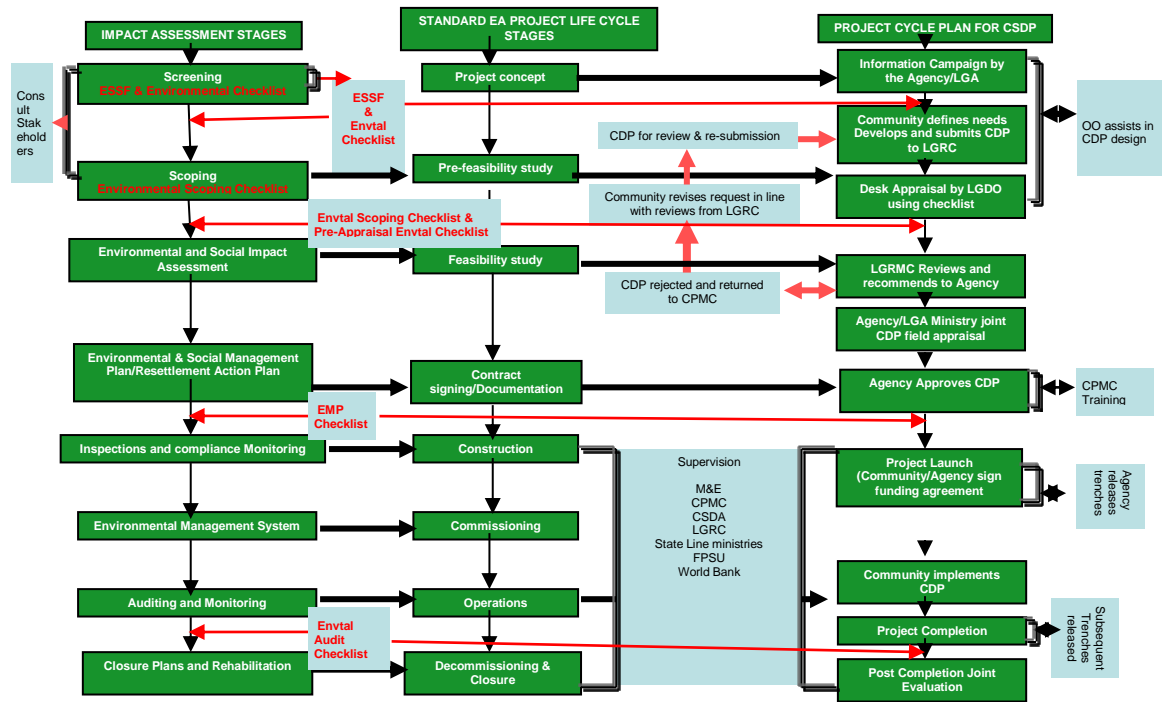 IMPACT ASSESSMENT STAGES
STANDARD EA PROJECT LIFE CYCLE
STAGES
PROJECT CYCLE PLAN FOR CSDP
Cons
ult
Stak
ehold
ers
Screening
ESSF & Environmental Checklist
ESSF
&
Envtal
Checklist
Project concept
Information Campaign by
the Agency/LGA
CDP for review & re-submission
Community defines needs
Develops and submits CDP
to LGRC
OO assists in
CDP design
Scoping
Environmental Scoping Checklist
Pre-feasibility study
Community revises request in line
with reviews from LGRC
Desk Appraisal by LGDO
using checklist
Envtal Scoping Checklist &
Pre-Appraisal Envtal Checklist
Environmental and Social Impact
Assessment
Feasibility study
CDP rejected and returned
to CPMC
LGRMC Reviews and
recommends to Agency
Agency/LGA Ministry joint
CDP field appraisal
Environmental & Social Management
Plan/Resettlement Action Plan
Contract
signing/Documentation
Agency Approves CDP
CPMC
Training
EMP
Checklist
Inspections and compliance Monitoring
Construction
Supervision
M&E
CPMC
CSDA
LGRC
State Line ministries
FPSU
World Bank
Project Launch
(Community/Agency sign
funding agreement
Agency
releases
trenches
Environmental Management System
Commissioning
Community implements
CDP
Auditing and Monitoring
Operations
Project Completion
Subsequent
Trenches
released
Envtal
Audit
Checklist
Closure Plans and Rehabilitation
Decommissioning &
Closure
Post Completion Joint
Evaluation